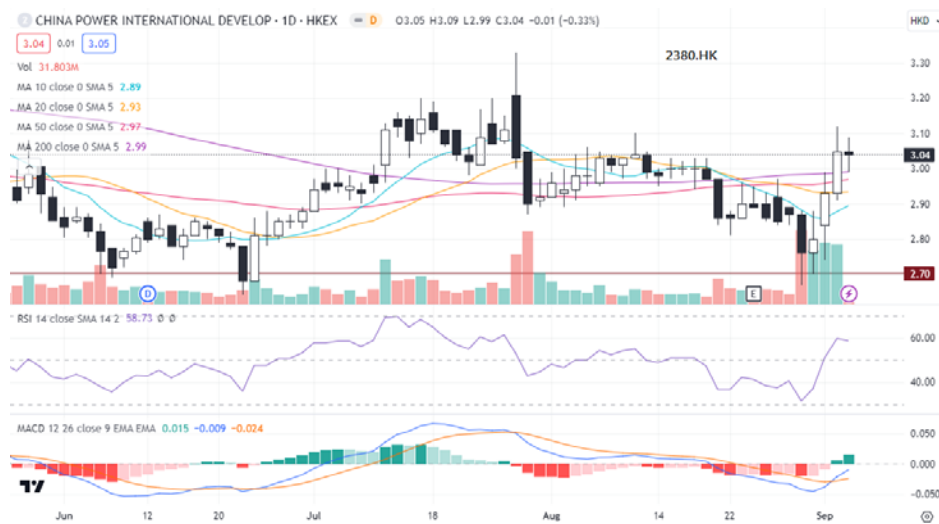 CHINA POWER INTERNATIONAL DEVELOP · 1D · HKEX D O3.05 H3.09 L2.99 C3.04 -0.01 (-0.33%) HKD
3.04 0.01 3.05
2380.HK
Vol 31.803M
MA 10 close 0 SMA 5 2.89
MA 20 close 0 SMA 5 2.93
MA 50 close 0 SMA 5 2.97
MA 200 close 0 SMA 5 2.99
3.30
3.20
3.10
3.04
3.00
2.90
2.80
2.70
D
E
RSI 14 close SMA 14 2 58.73 Ø Ø
60.00
40.00
MACD 12 26 close 9 EMA EMA 0.015 -0.009 -0.024
0.050
0.000
-0.050
Jun 12 20 Jul 18 Aug 14 22 Sep